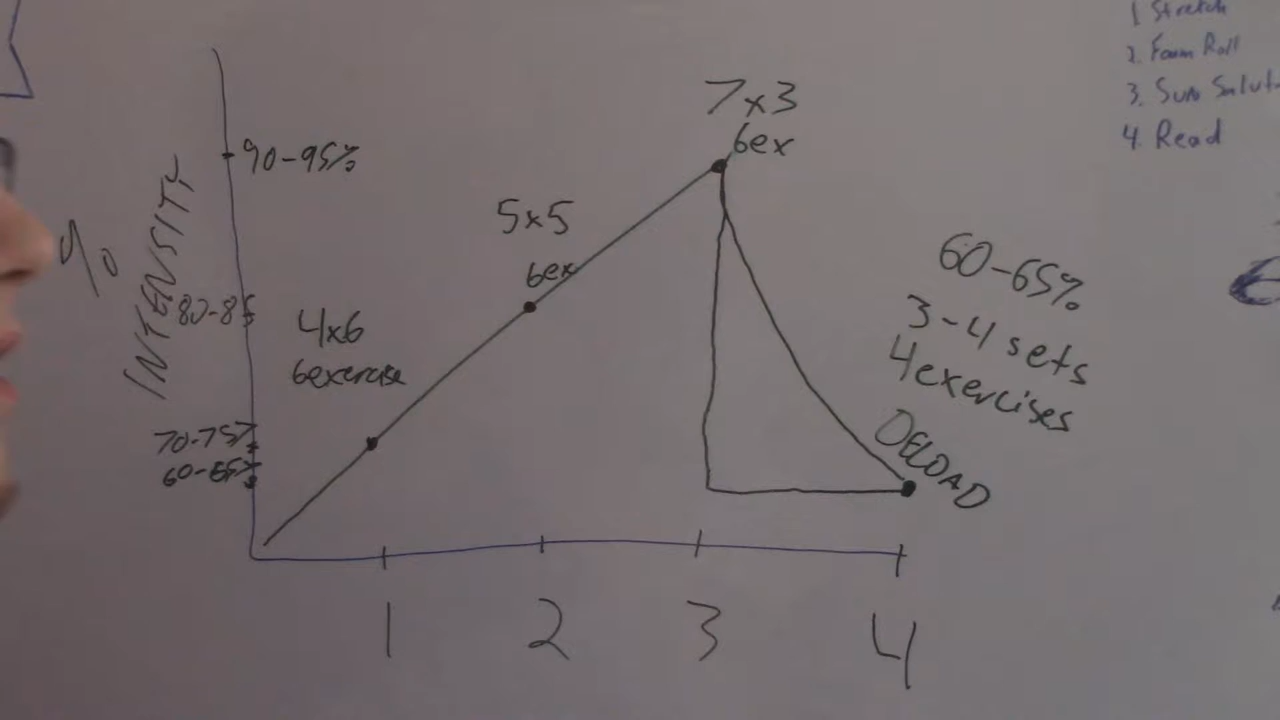 1 Stretch
2. Foam Roll
3. Sun Salut
4. Read
7x3
6ex
90-95%
INTENSITY
%
5x5
6ex
80-85
4x6
6exercise
60-65%
3-4 sets
4 exercises
DELOAD
70-75%
60-65%
1
2
3
4